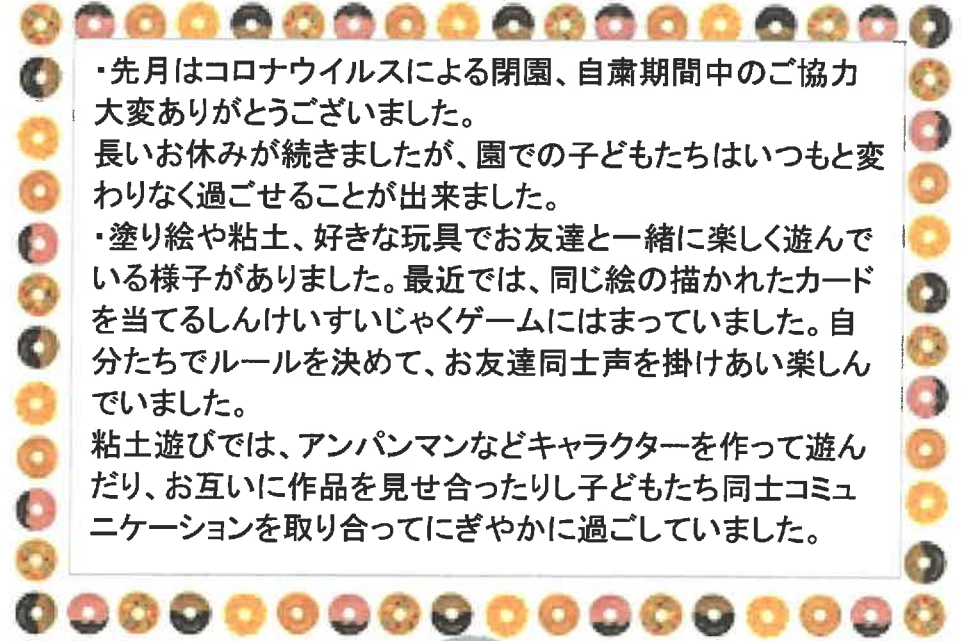 ・先月はコロナウイルスによる閉園、自粛期間中のご協力
大変ありがとうございました。
長いお休みが続きましたが、園での子どもたちはいつもと変
わりなく過ごせることが出来ました。
・塗り絵や粘土、好きな玩具でお友達と一緒に楽しく遊んで
いる様子がありました。最近では、同じ絵の描かれたカード
を当てるしんけいすいじゃくゲームにはまっていました。自
分たちでルールを決めて、お友達同士声を掛けあい楽しん
でいました。
粘土遊びでは、アンパンマンなどキャラクターを作って遊ん
だり、お互いに作品を見せ合ったりし子どもたち同士コミュ
ニケーションを取り合ってにぎやかに過ごしていました。